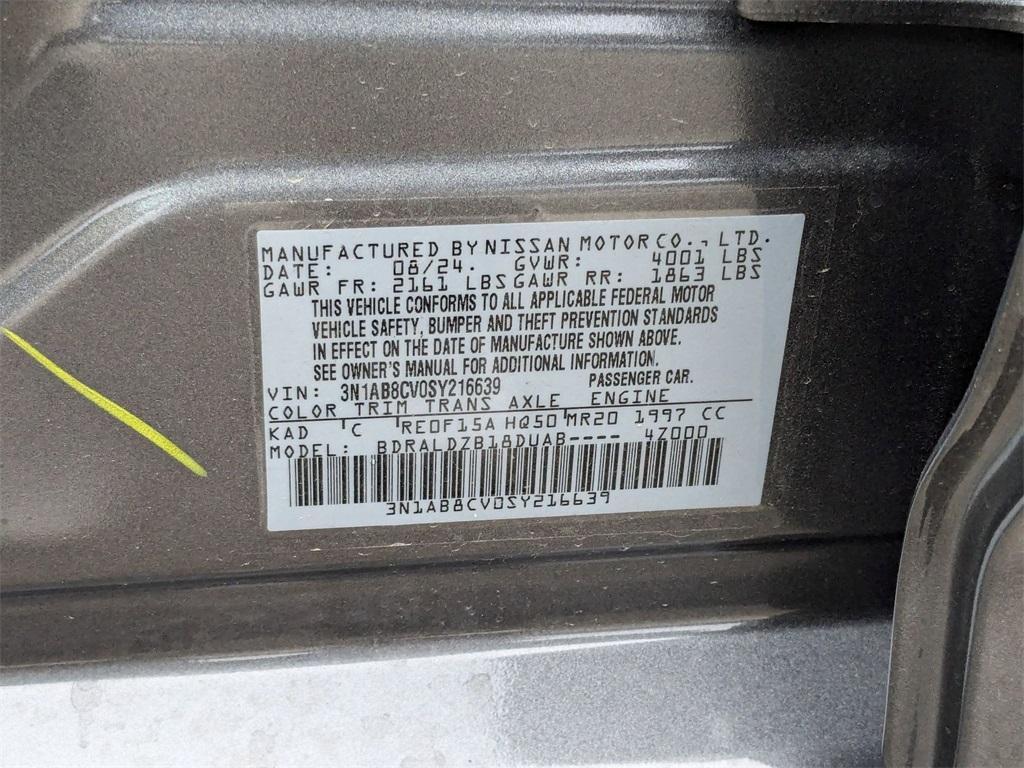 MANUFACTURED BY NISSAN MOTOR CO., LTD.
DATE: 08/24. GVWR: 4001 LBS
GAWR FR: 2161 LBS GAWR RR: 1863 LBS
THIS VEHICLE CONFORMS TO ALL APPLICABLE FEDERAL MOTOR
VEHICLE SAFETY, BUMPER AND THEFT PREVENTION STANDARDS
IN EFFECT ON THE DATE OF MANUFACTURE SHOWN ABOVE.
SEE OWNER'S MANUAL FOR ADDITIONAL INFORMATION.
VIN: 3N1AB8CV0SY216639 PASSENGER CAR.
COLOR TRIM TRANS AXLE ENGINE
KAD C RE0F15A HQ50 MR20 1997 CC
MODEL: BDRALDZB18DUAB---- 4Z000
3N1AB8CV0SY216639